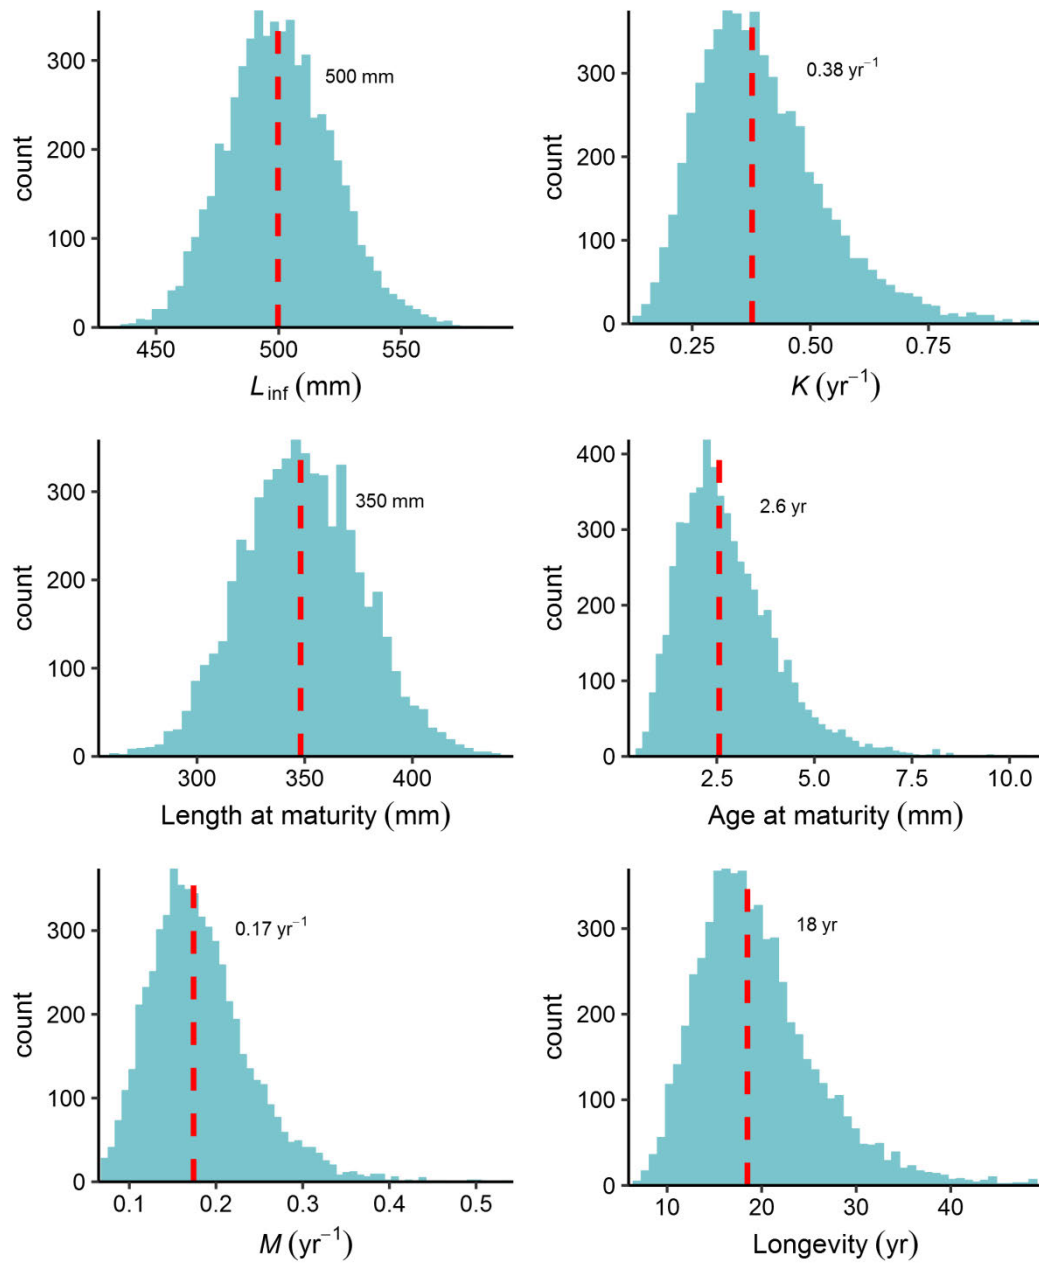 300
200
100
0
count
500 mm
450
500
550
L_inf (mm)
300
200
100
0
count
0.38 yr⁻¹
0.25
0.50
0.75
K (yr⁻¹)
300
200
100
0
count
350 mm
300
350
400
Length at maturity (mm)
400
300
200
100
0
count
2.6 yr
2.5
5.0
7.5
10.0
Age at maturity (mm)
300
200
100
0
count
0.17 yr⁻¹
0.1
0.2
0.3
0.4
0.5
M (yr⁻¹)
300
200
100
0
count
18 yr
10
20
30
40
Longevity (yr)